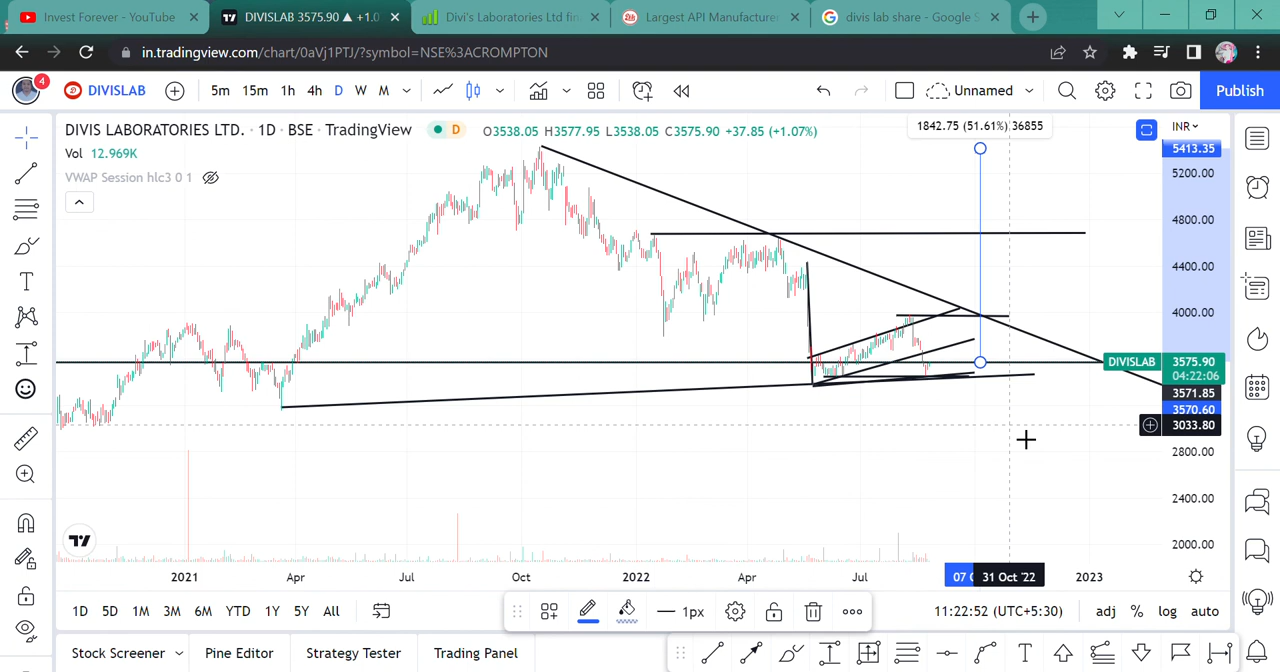 Invest Forever - YouTube
DIVISLAB 3575.90 ▲ +1.0
Divi's Laboratories Ltd fin
Largest API Manufacturer
divis lab share - Google S
in.tradingview.com/chart/0aVj1PTJ/?symbol=NSE%3ACROMPTON
4
DIVISLAB
5m 15m 1h 4h D W M
Unnamed
Publish
DIVIS LABORATORIES LTD. · 1D · BSE · TradingView
D
O3538.05 H3577.95 L3538.05 C3575.90 +37.85 (+1.07%)
1842.75 (51.61%) 36855
INR
Vol 12.969K
VWAP Session hlc3 0 1
5413.35
5200.00
4800.00
4400.00
4000.00
DIVISLAB
3575.90
04:22:06
3571.85
3570.60
3033.80
2800.00
2400.00
2000.00
2021 Apr Jul Oct 2022 Apr Jul
31 Oct '22
2023
1D 5D 1M 3M 6M YTD 1Y 5Y All
1px
11:22:52 (UTC+5:30)
adj % log auto
Stock Screener
Pine Editor
Strategy Tester
Trading Panel